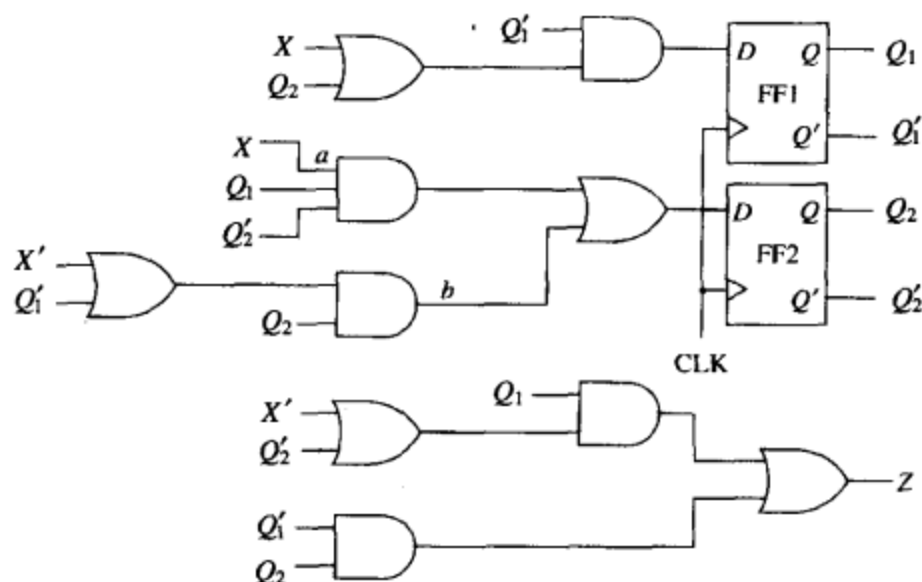 X
Q₂
Q₁′
D Q
FF1
Q′
Q₁
Q₁′
X
a
Q₁
Q₂′
X′
Q₁′
Q₂
b
D Q
FF2
Q′
Q₂
Q₂′
CLK
X′
Q₂′
Q₁
Q₁′
Q₂
Z